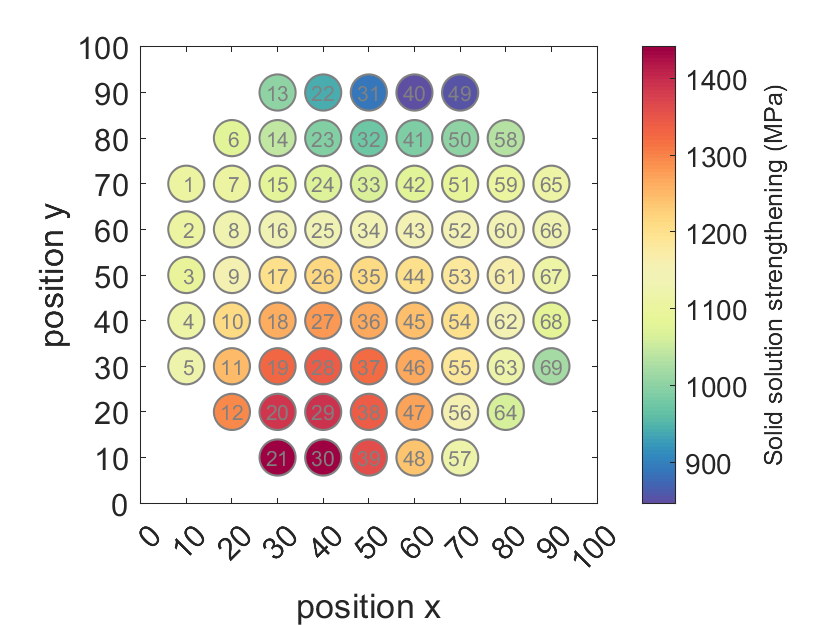 100
90
80
70
60
50
40
30
20
10
0
position y
13 22 31 40 49
6 14 23 32 41 50 58
1 7 15 24 33 42 51 59 65
2 8 16 25 34 43 52 60 66
3 9 17 26 35 44 53 61 67
4 10 18 27 36 45 54 62 68
5 11 19 28 37 46 55 63 69
12 20 29 38 47 56 64
21 30 39 48 57
0 10 20 30 40 50 60 70 80 90 100
position x
1400
1300
1200
1100
1000
900
Solid solution strengthening (MPa)